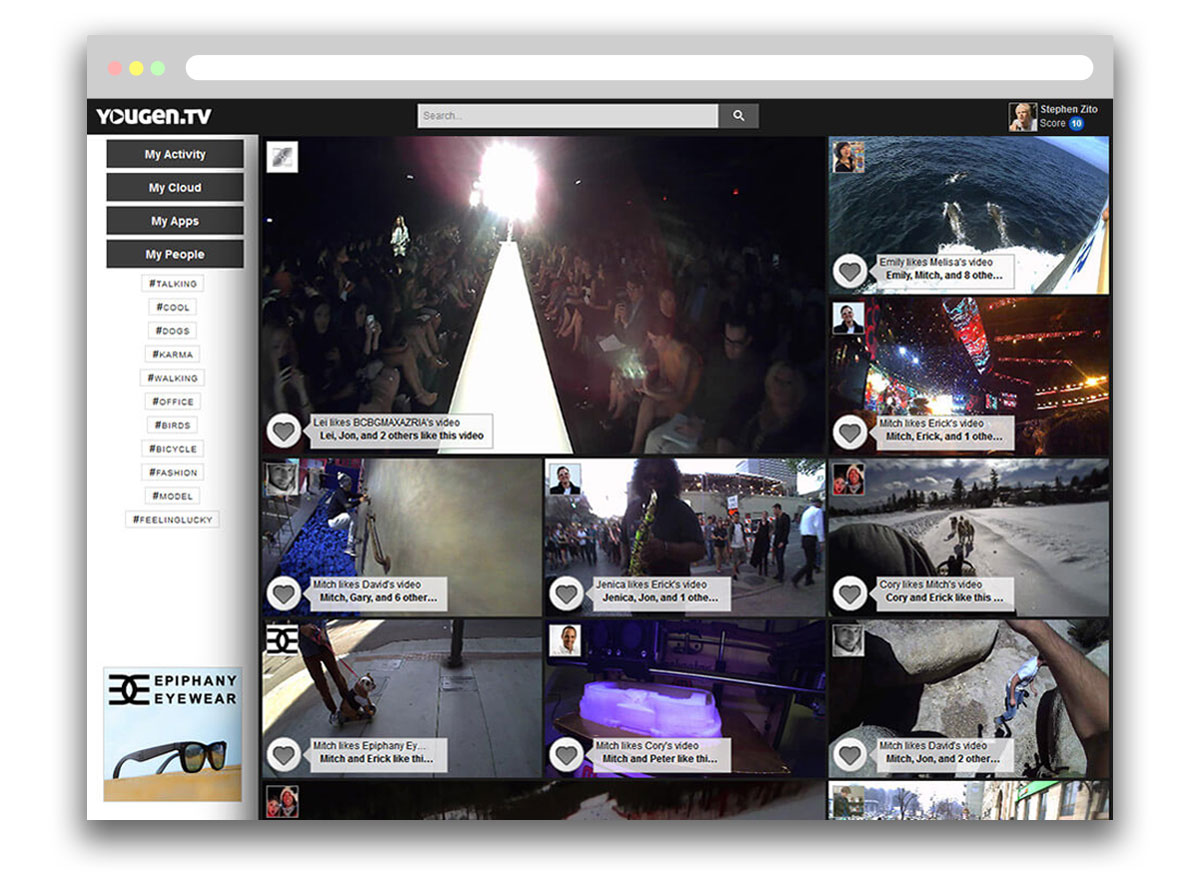 YOUGEN.TV
Search...
Stephen Zito
Score 10
My Activity
My Cloud
My Apps
My People
#TALKING
#COOL
#DOGS
#KARMA
#WALKING
#OFFICE
#BIRDS
#BICYCLE
#FASHION
#MODEL
#FEELINGLUCKY
EPIPHANY
EYEWEAR
Lei likes BCBGMAXAZRIA's video
Lei, Jon, and 2 others like this video
Emily likes Melisa's video
Emily, Mitch, and 8 othe...
Mitch likes Erick's video
Mitch, Erick, and 1 othe...
Mitch likes David's video
Mitch, Gary, and 6 other...
Jenica likes Erick's video
Jenica, Jon, and 1 othe...
Cory likes Mitch's video
Cory and Erick like this ...
Mitch likes Epiphany Ey...
Mitch and Erick like thi...
Mitch likes Cory's video
Mitch and Peter like thi...
Mitch likes David's video
Mitch, Jon, and 2 other...